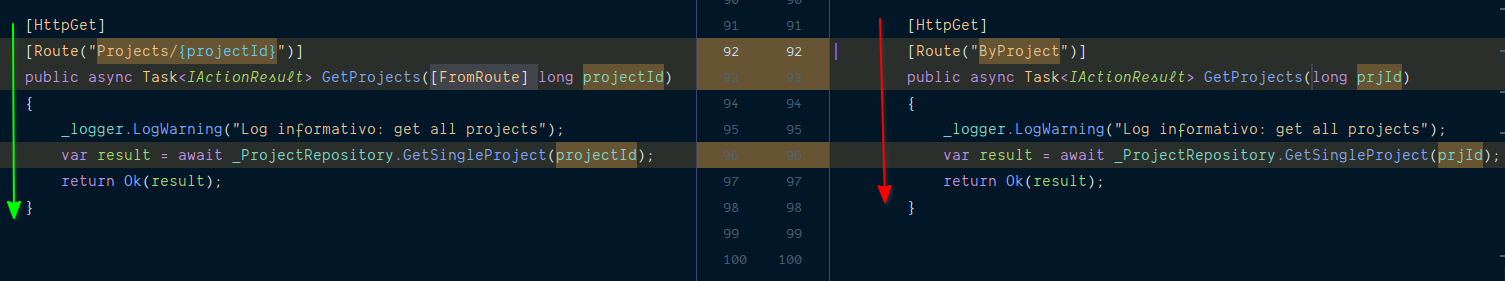 [HttpGet]
[Route("Projects/{projectId}")]
public async Task<IActionResult> GetProjects([FromRoute] long projectId)
{
_logger.LogWarning("Log informativo: get all projects");
var result = await _ProjectRepository.GetSingleProject(projectId);
return Ok(result);
}
90 90
91 91
92 92
93 93
94 94
95 95
96 96
97 97
98 98
99 99
100 100
[HttpGet]
[Route("ByProject")]
public async Task<IActionResult> GetProjects(long prjId)
{
_logger.LogWarning("Log informativo: get all projects");
var result = await _ProjectRepository.GetSingleProject(prjId);
return Ok(result);
}